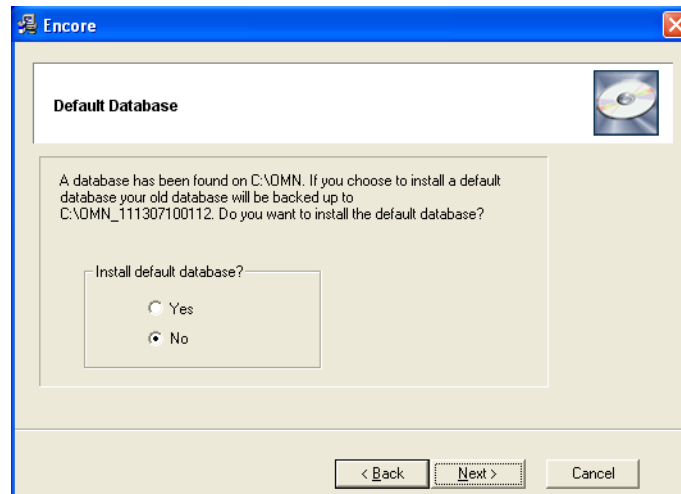 Encore
Default Database
A database has been found on C:\OMN. If you choose to install a default
database your old database will be backed up to
C:\OMN_111307100112. Do you want to install the default database?
Install default database?
Yes
No
< Back
Next >
Cancel